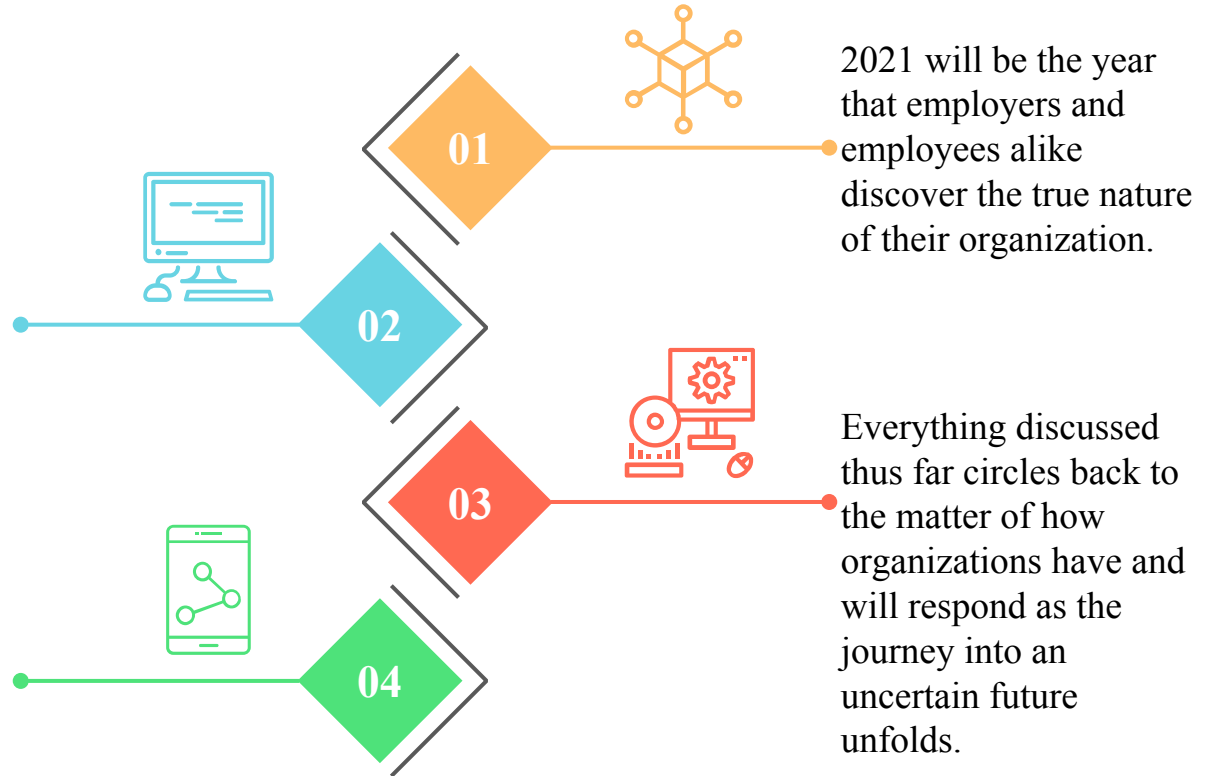 01
2021 will be the year
that employers and
employees alike
discover the true nature
of their organization.
02
03
Everything discussed
thus far circles back to
the matter of how
organizations have and
will respond as the
journey into an
uncertain future
unfolds.
04